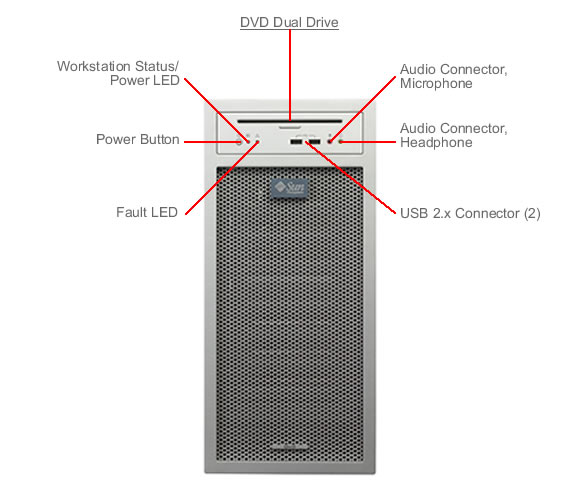 DVD Dual Drive
Workstation Status/
Power LED
Audio Connector,
Microphone
Power Button
Audio Connector,
Headphone
Sun
Fault LED
USB 2.x Connector (2)